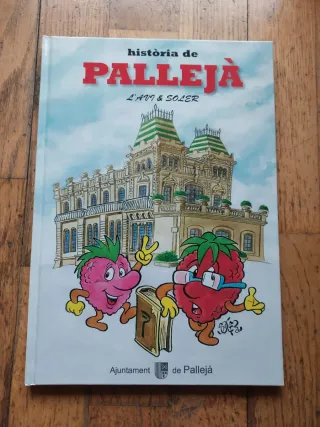 història de
PALLEJÀ
L'AVI & SOLER
?
Ajuntament de Pallejà